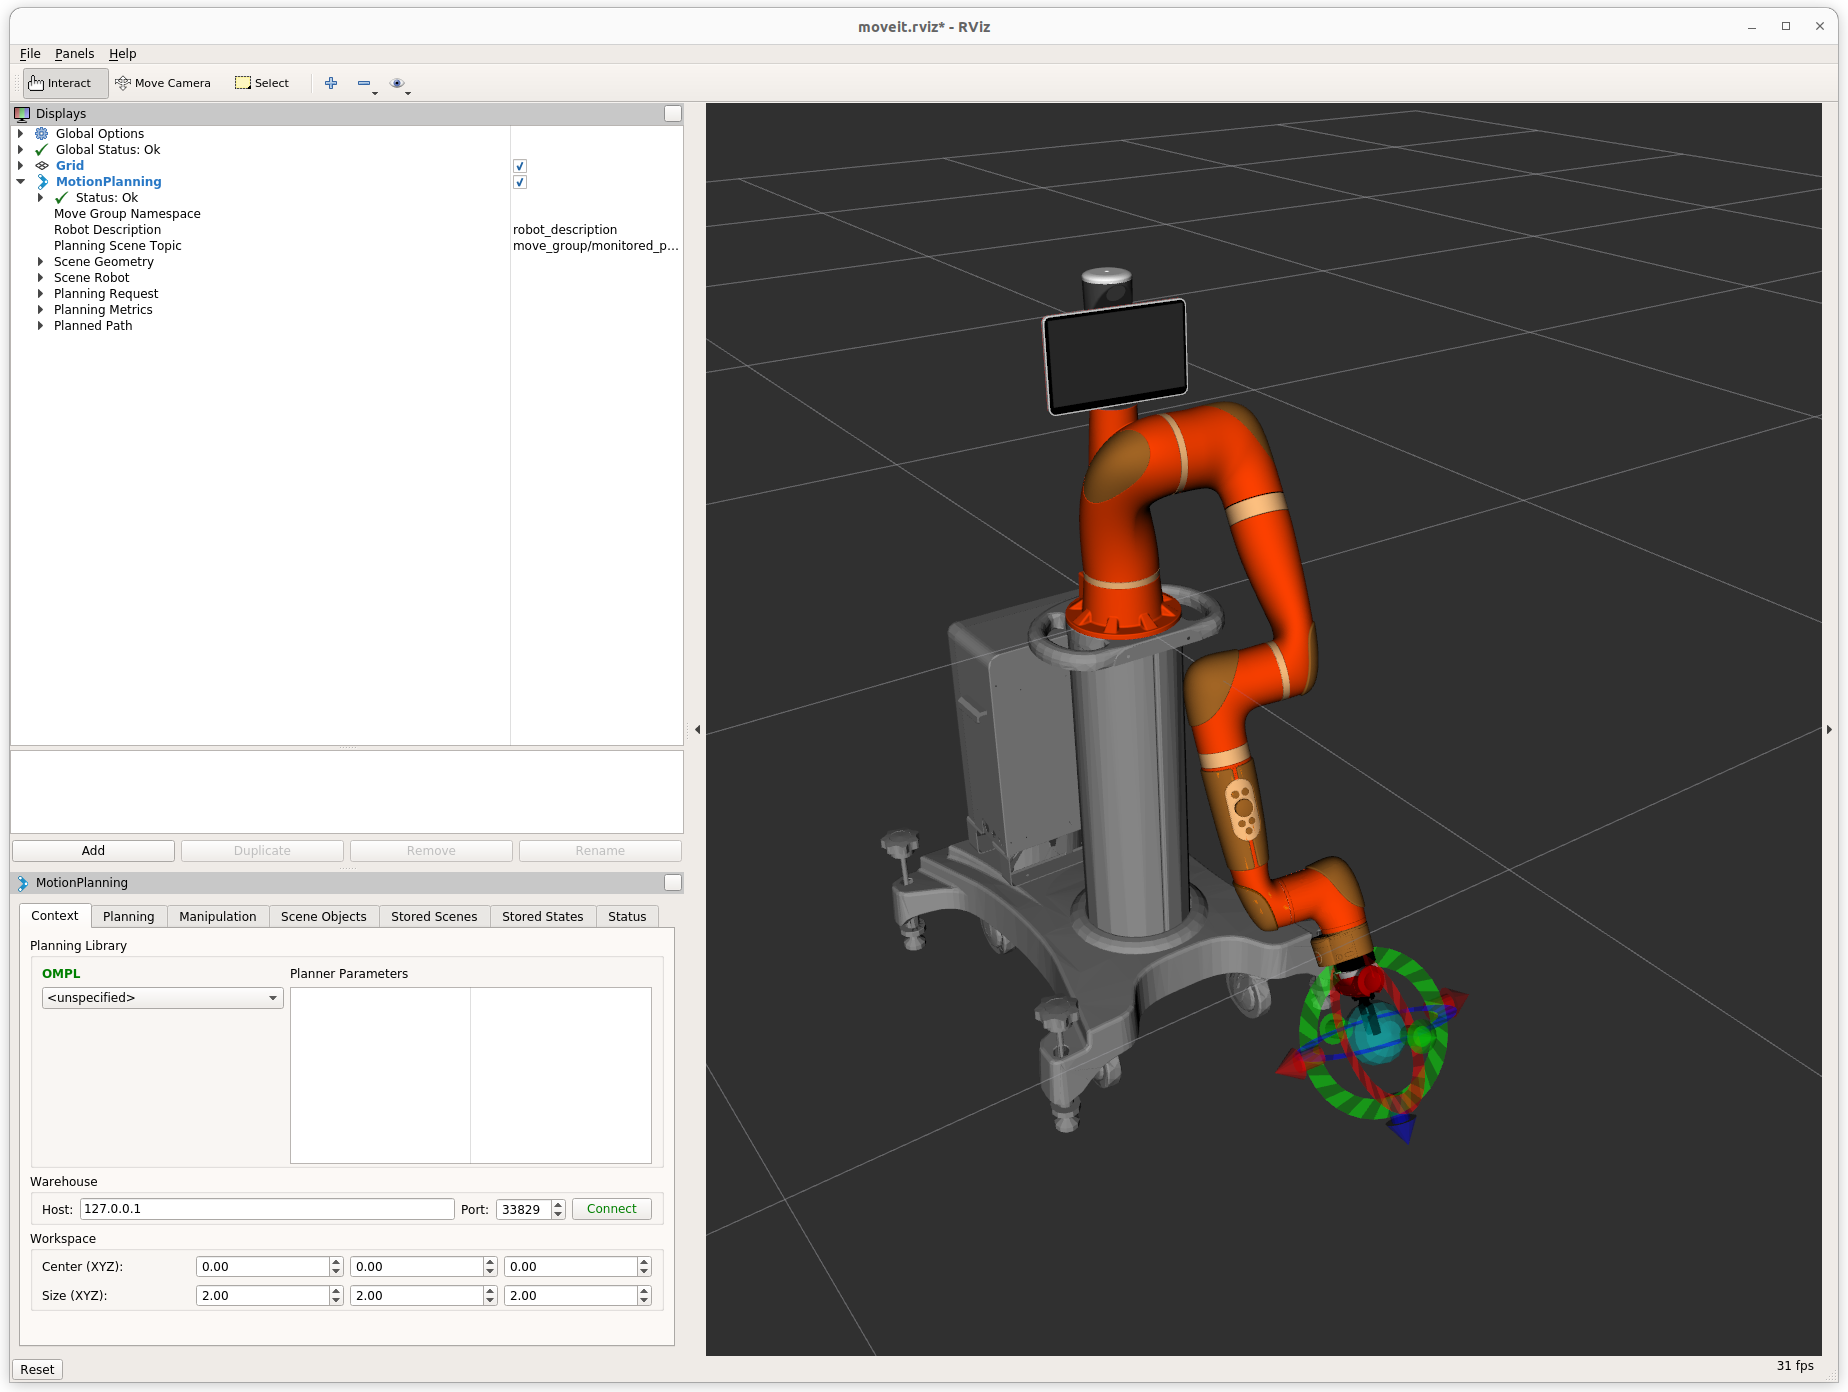 moveit.rviz* - RViz
File Panels Help
Interact Move Camera Select
Displays
Global Options
Global Status: Ok
Grid
MotionPlanning
Status: Ok
Move Group Namespace
Robot Description robot_description
Planning Scene Topic move_group/monitored_p...
Scene Geometry
Scene Robot
Planning Request
Planning Metrics
Planned Path
Add Duplicate Remove Rename
MotionPlanning
Context Planning Manipulation Scene Objects Stored Scenes Stored States Status
Planning Library
OMPL Planner Parameters
<unspecified>
Warehouse
Host: 127.0.0.1 Port: 33829 Connect
Workspace
Center (XYZ): 0.00 0.00 0.00
Size (XYZ): 2.00 2.00 2.00
Reset 31 fps